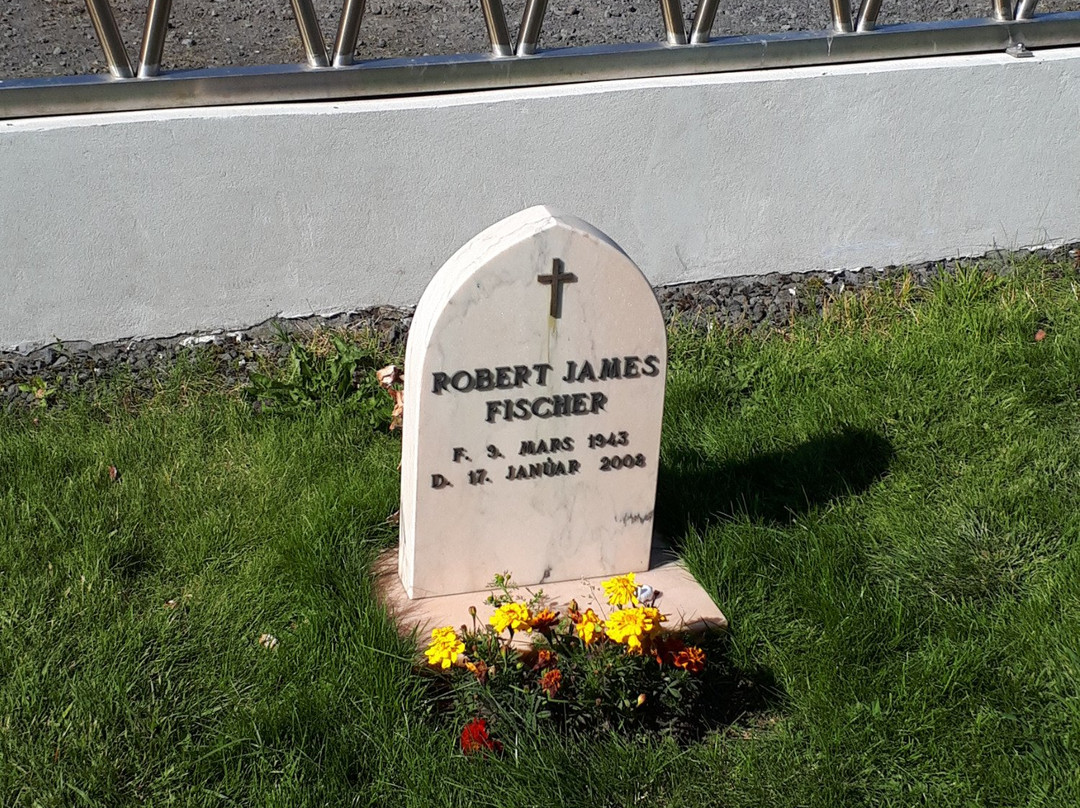 ROBERT JAMES
FISCHER
F. 9. MARS 1943
D. 17. JANÚAR 2008